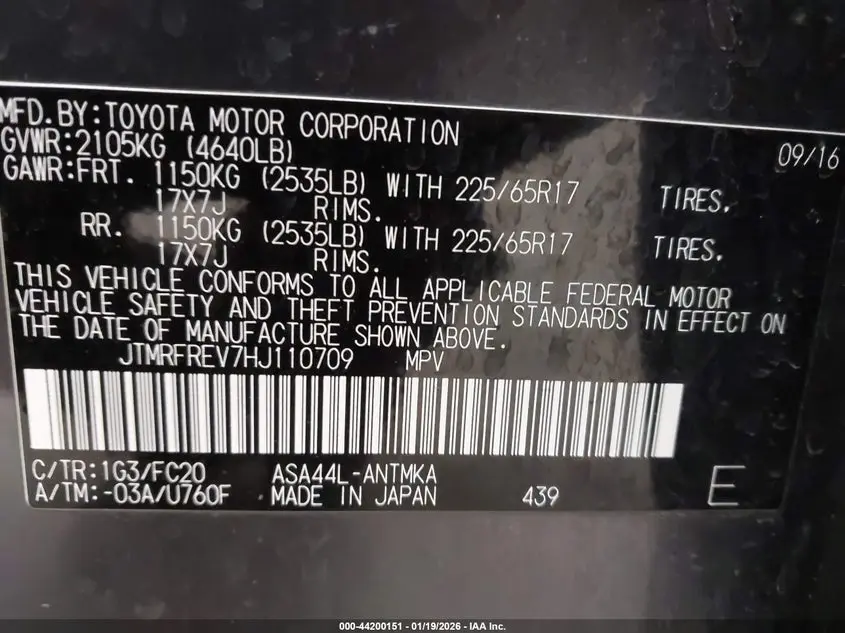 MFD.BY:TOYOTA MOTOR CORPORATION 09/16
GVWR:2105KG (4640LB)
GAWR:FRT. 1150KG (2535LB) WITH 225/65R17 TIRES.
17X7J RIMS.
RR. 1150KG (2535LB) WITH 225/65R17 TIRES.
17X7J RIMS.
THIS VEHICLE CONFORMS TO ALL APPLICABLE FEDERAL MOTOR
VEHICLE SAFETY AND THEFT PREVENTION STANDARDS IN EFFECT ON
THE DATE OF MANUFACTURE SHOWN ABOVE.
JTMRFREV7HJ110709 MPV
C/TR:1G3/FC20 ASA44L-ANTMKA
A/TM:-03A/U760F MADE IN JAPAN 439 E
000-44200151 - 01/19/2026 - IAA Inc.